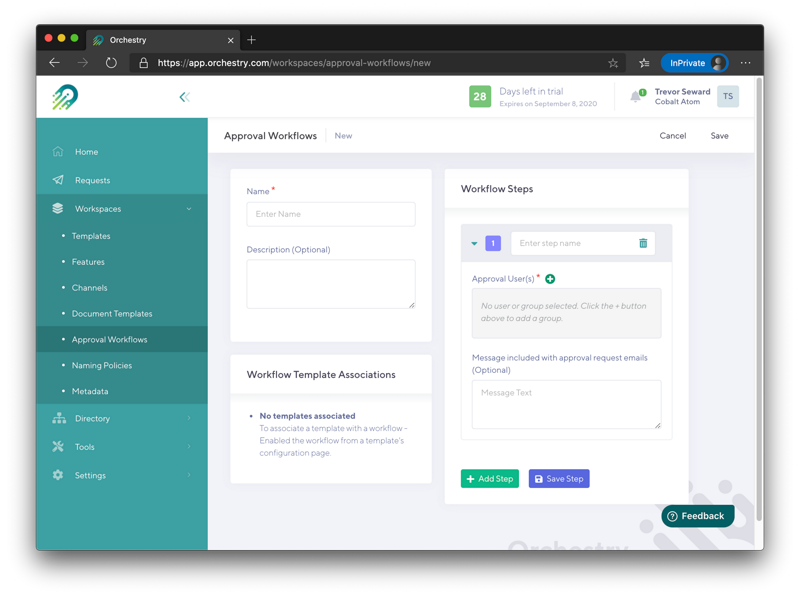 Orchestry
https://app.orchestry.com/workspaces/approval-workflows/new
InPrivate
28
Days left in trial
Expires on September 8, 2020
1
Trevor Seward
Cobalt Atom
TS
Approval Workflows
New
Cancel
Save
Home
Requests
Workspaces
Templates
Features
Channels
Document Templates
Approval Workflows
Naming Policies
Metadata
Directory
Tools
Settings
Name *
Enter Name
Description (Optional)
Workflow Template Associations
No templates associated
To associate a template with a workflow -
Enabled the workflow from a template's
configuration page.
Workflow Steps
1
Enter step name
Approval User(s) *
No user or group selected. Click the + button
above to add a group.
Message included with approval request emails
(Optional)
Message Text
Add Step
Save Step
Feedback
Orchestry